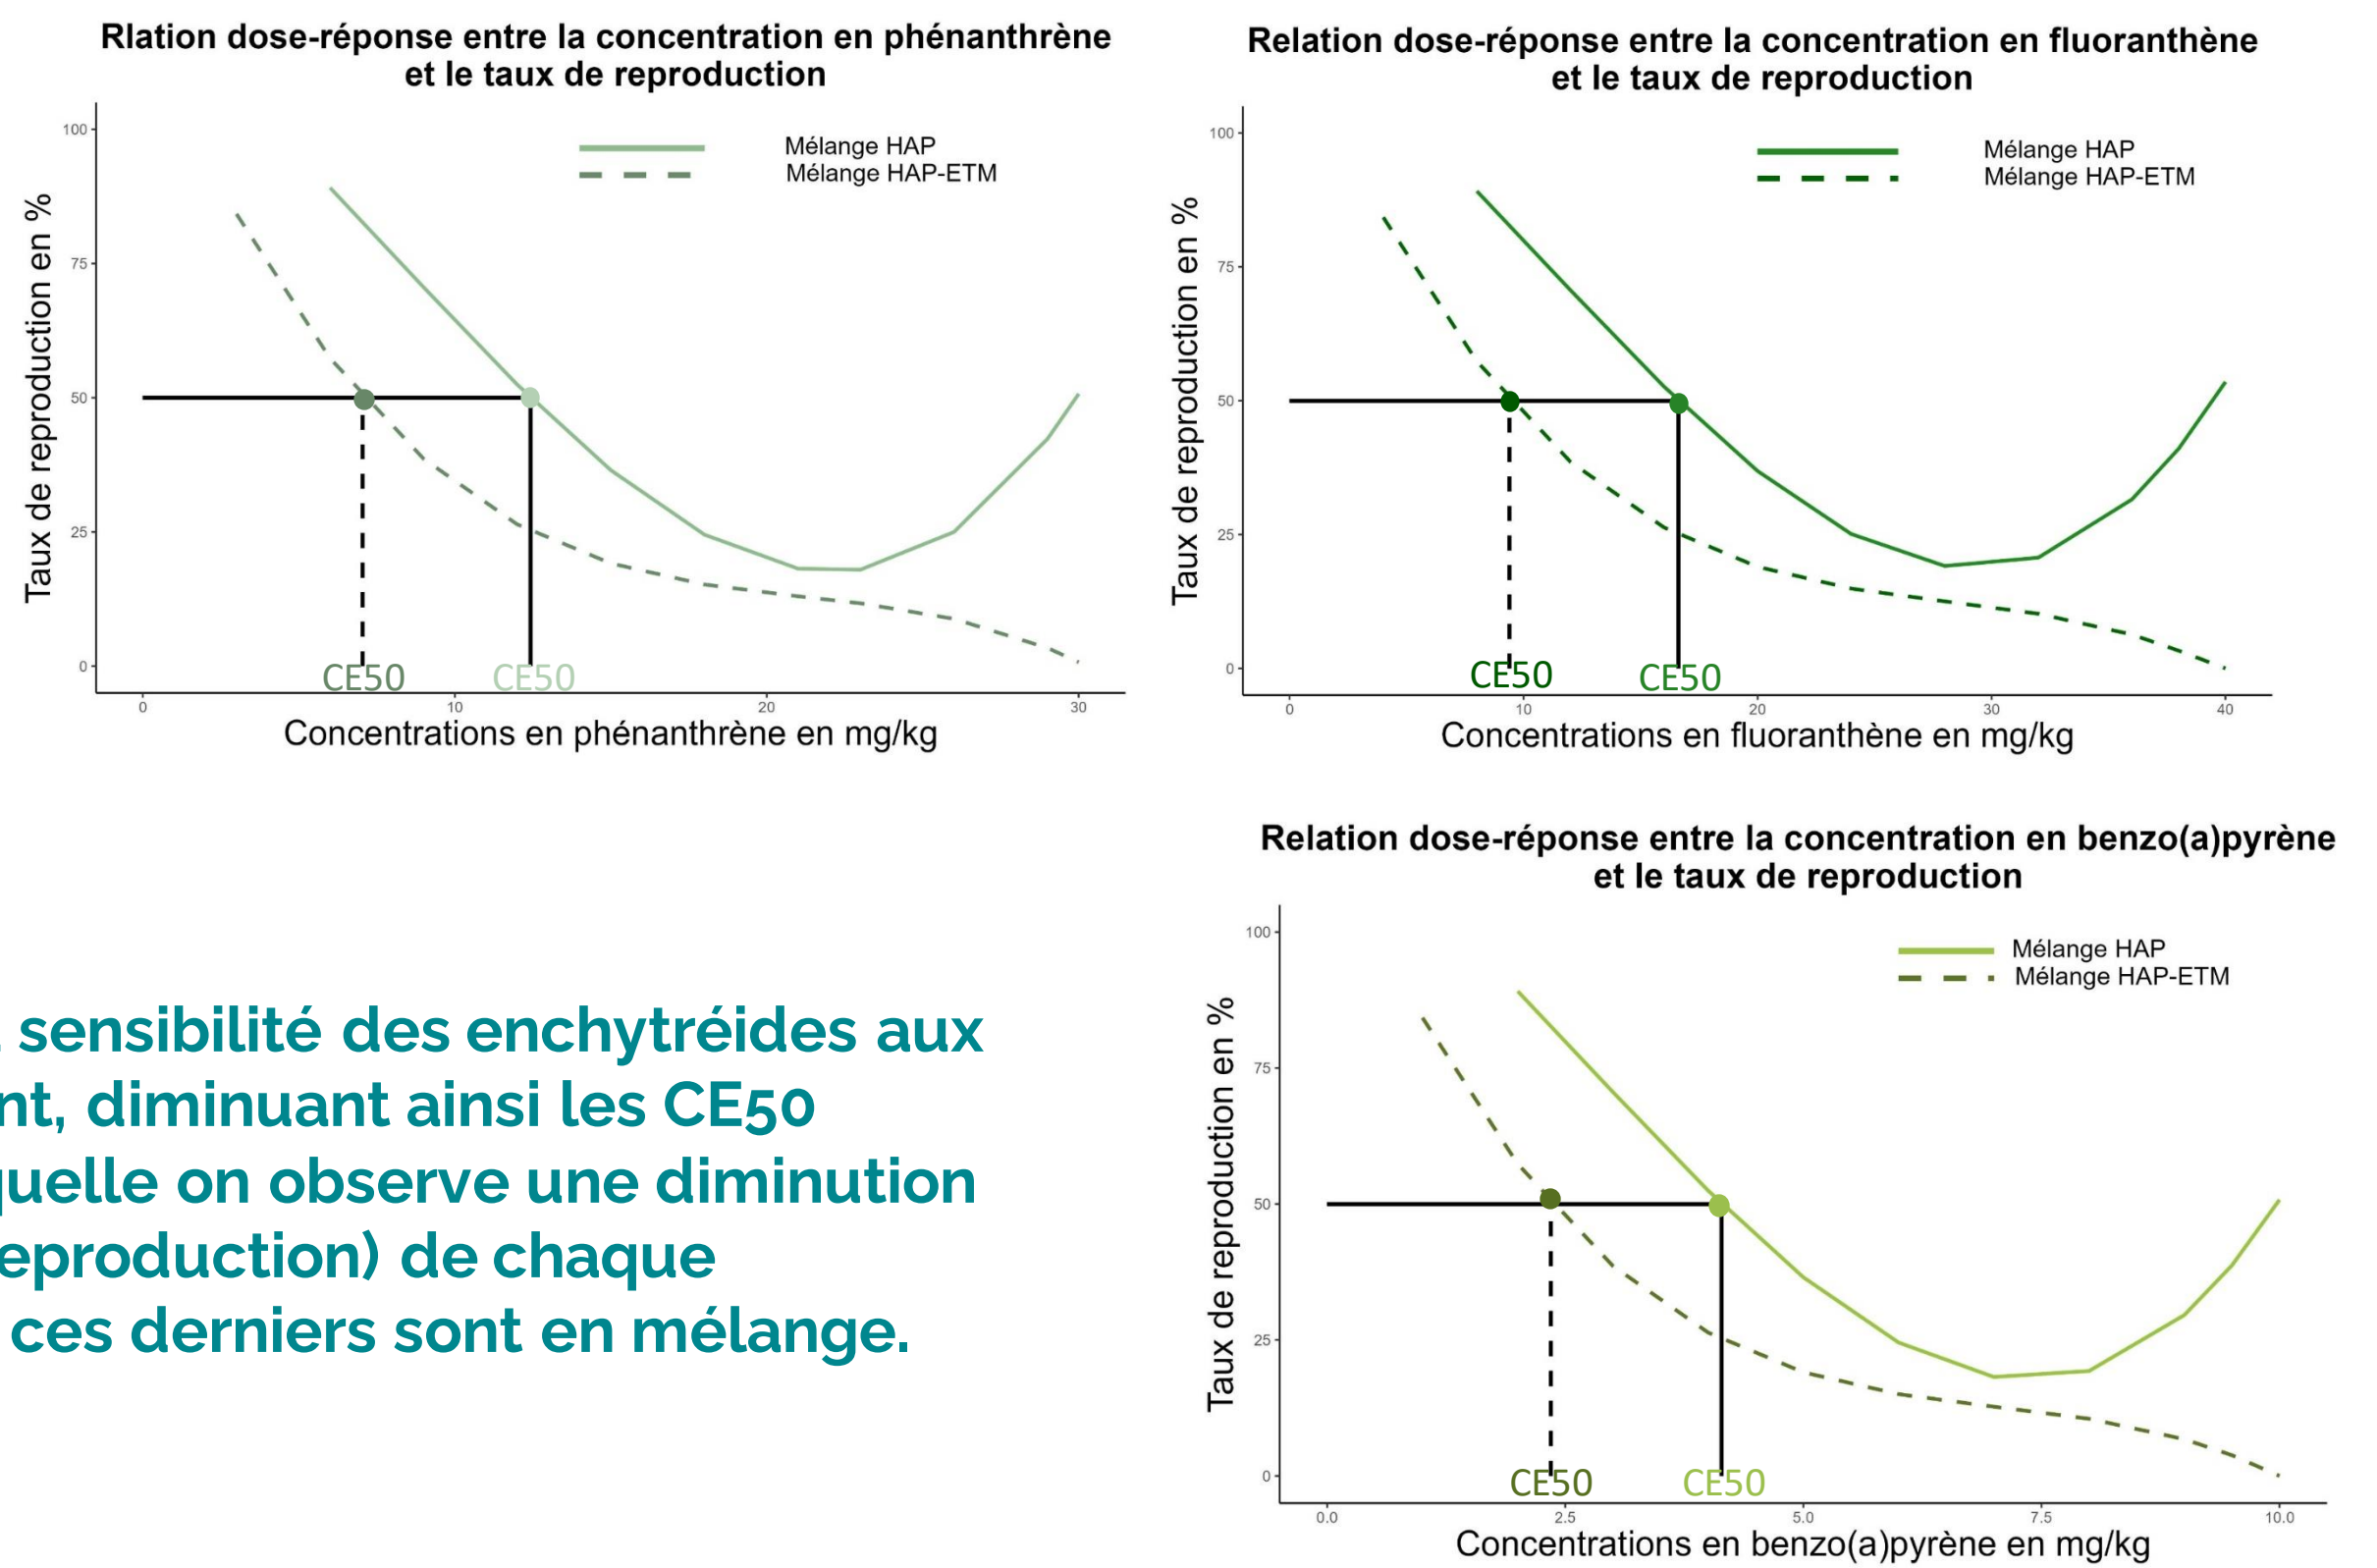 Rlation dose-réponse entre la concentration en phénanthrène
et le taux de reproduction
Taux de reproduction en %
100
75
50
25
0
Mélange HAP
Mélange HAP-ETM
CE50
CE50
0
10
20
30
Concentrations en phénanthrène en mg/kg
Relation dose-réponse entre la concentration en fluoranthène
et le taux de reproduction
Taux de reproduction en %
100
75
50
25
0
Mélange HAP
Mélange HAP-ETM
CE50
CE50
0
10
20
30
40
Concentrations en fluoranthène en mg/kg
sensibilité des enchytréides aux
nt, diminuant ainsi les CE50
quelle on observe une diminution
eproduction) de chaque
ces derniers sont en mélange.
Relation dose-réponse entre la concentration en benzo(a)pyrène
et le taux de reproduction
Taux de reproduction en %
100
75
50
25
0
Mélange HAP
Mélange HAP-ETM
CE50
CE50
0.0
2.5
5.0
7.5
10.0
Concentrations en benzo(a)pyrène en mg/kg